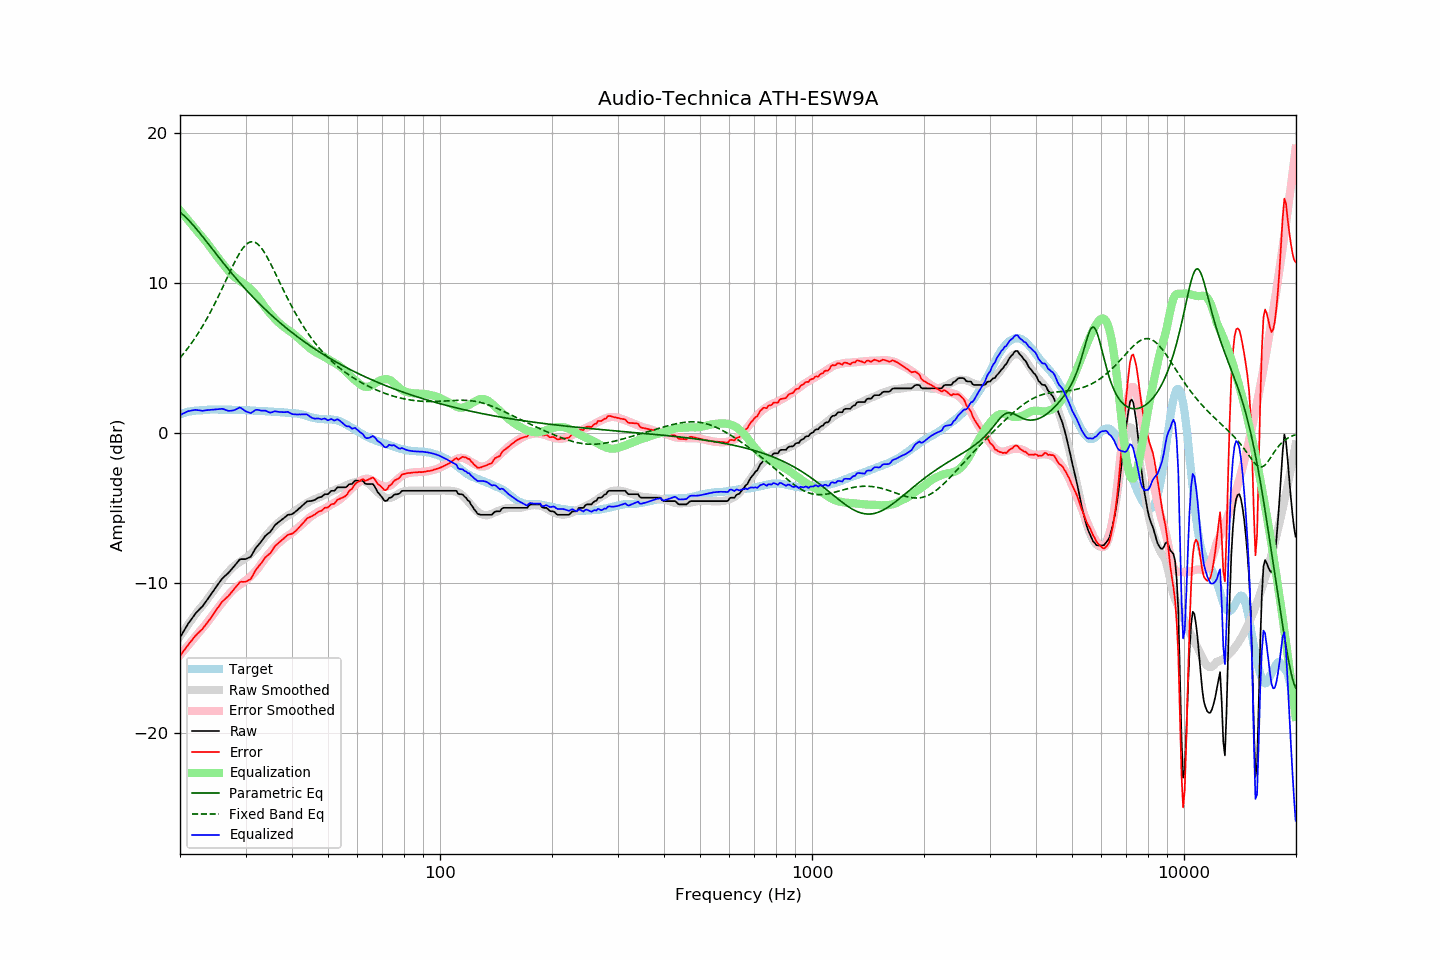 Audio-Technica ATH-ESW9A
20
10
0
−10
−20
Amplitude (dBr)
Target
Raw Smoothed
Error Smoothed
Raw
Error
Equalization
Parametric Eq
Fixed Band Eq
Equalized
100
1000
10000
Frequency (Hz)